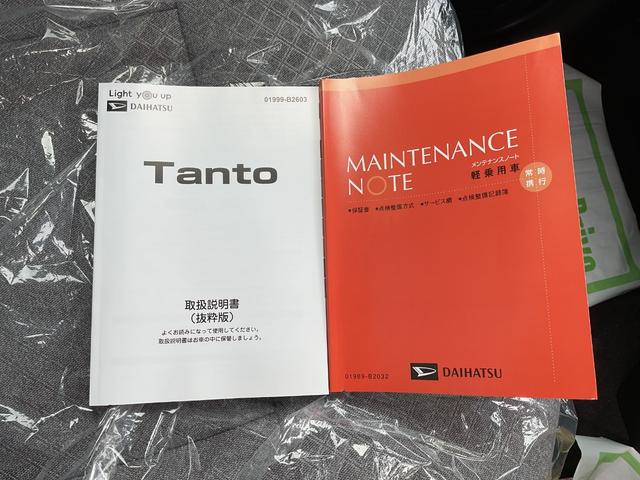 Light you up
DAIHATSU
01999-B2603
Tanto
取扱説明書
(抜粋版)
よくお読みになって使用してください。
取扱説明書はお車の中に保管しましょう。
MAINTENANCE
NOTE
メンテナンスノート
軽乗用車
常時
携行
●保証書 ●点検整備方式 ●サービス網 ●点検整備記録簿
01989-B2032
DAIHATSU
Drive